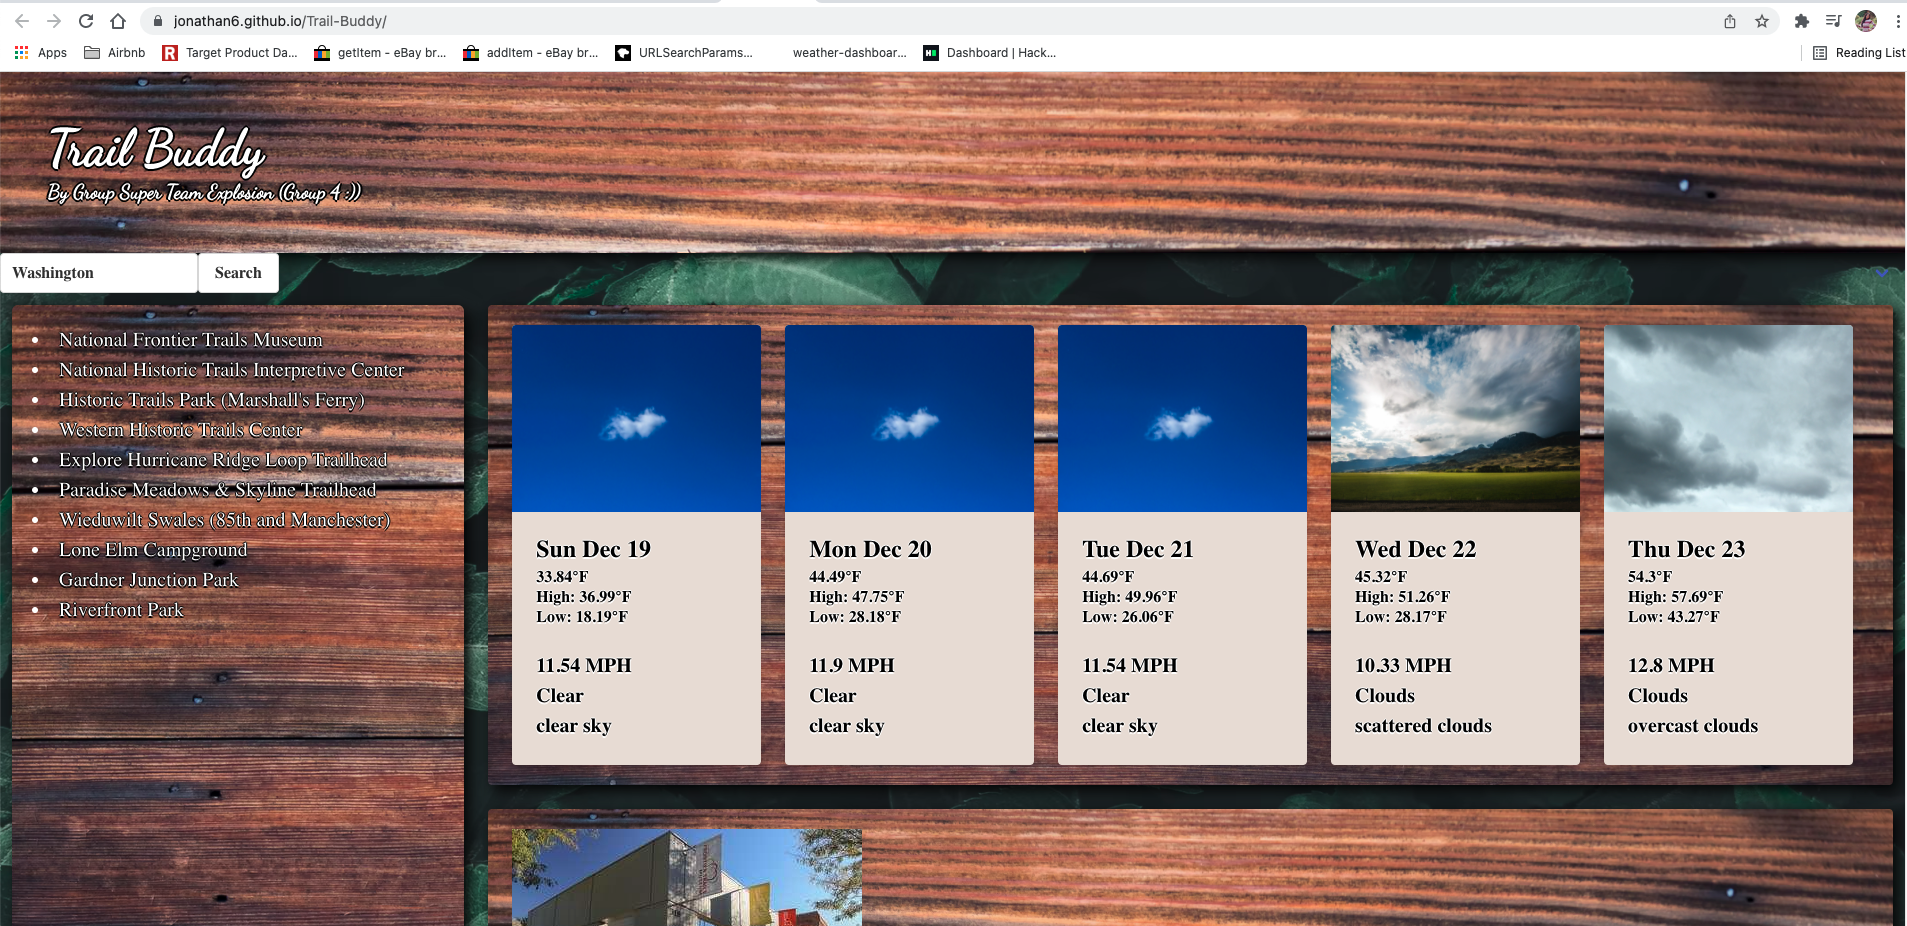 jonathan6.github.io/Trail-Buddy/
Apps
Airbnb
Target Product Da...
getItem - eBay br...
addItem - eBay br...
URLSearchParams...
weather-dashboar...
Dashboard | Hack...
Reading List
Trail Buddy
By Group Super Team Explosion (Group 4 :))
Washington
Search
National Frontier Trails Museum
National Historic Trails Interpretive Center
Historic Trails Park (Marshall's Ferry)
Western Historic Trails Center
Explore Hurricane Ridge Loop Trailhead
Paradise Meadows & Skyline Trailhead
Wieduwilt Swales (85th and Manchester)
Lone Elm Campground
Gardner Junction Park
Riverfront Park
Sun Dec 19
33.84°F
High: 36.99°F
Low: 18.19°F
11.54 MPH
Clear
clear sky
Mon Dec 20
44.49°F
High: 47.75°F
Low: 28.18°F
11.9 MPH
Clear
clear sky
Tue Dec 21
44.69°F
High: 49.96°F
Low: 26.06°F
11.54 MPH
Clear
clear sky
Wed Dec 22
45.32°F
High: 51.26°F
Low: 28.17°F
10.33 MPH
Clouds
scattered clouds
Thu Dec 23
54.3°F
High: 57.69°F
Low: 43.27°F
12.8 MPH
Clouds
overcast clouds